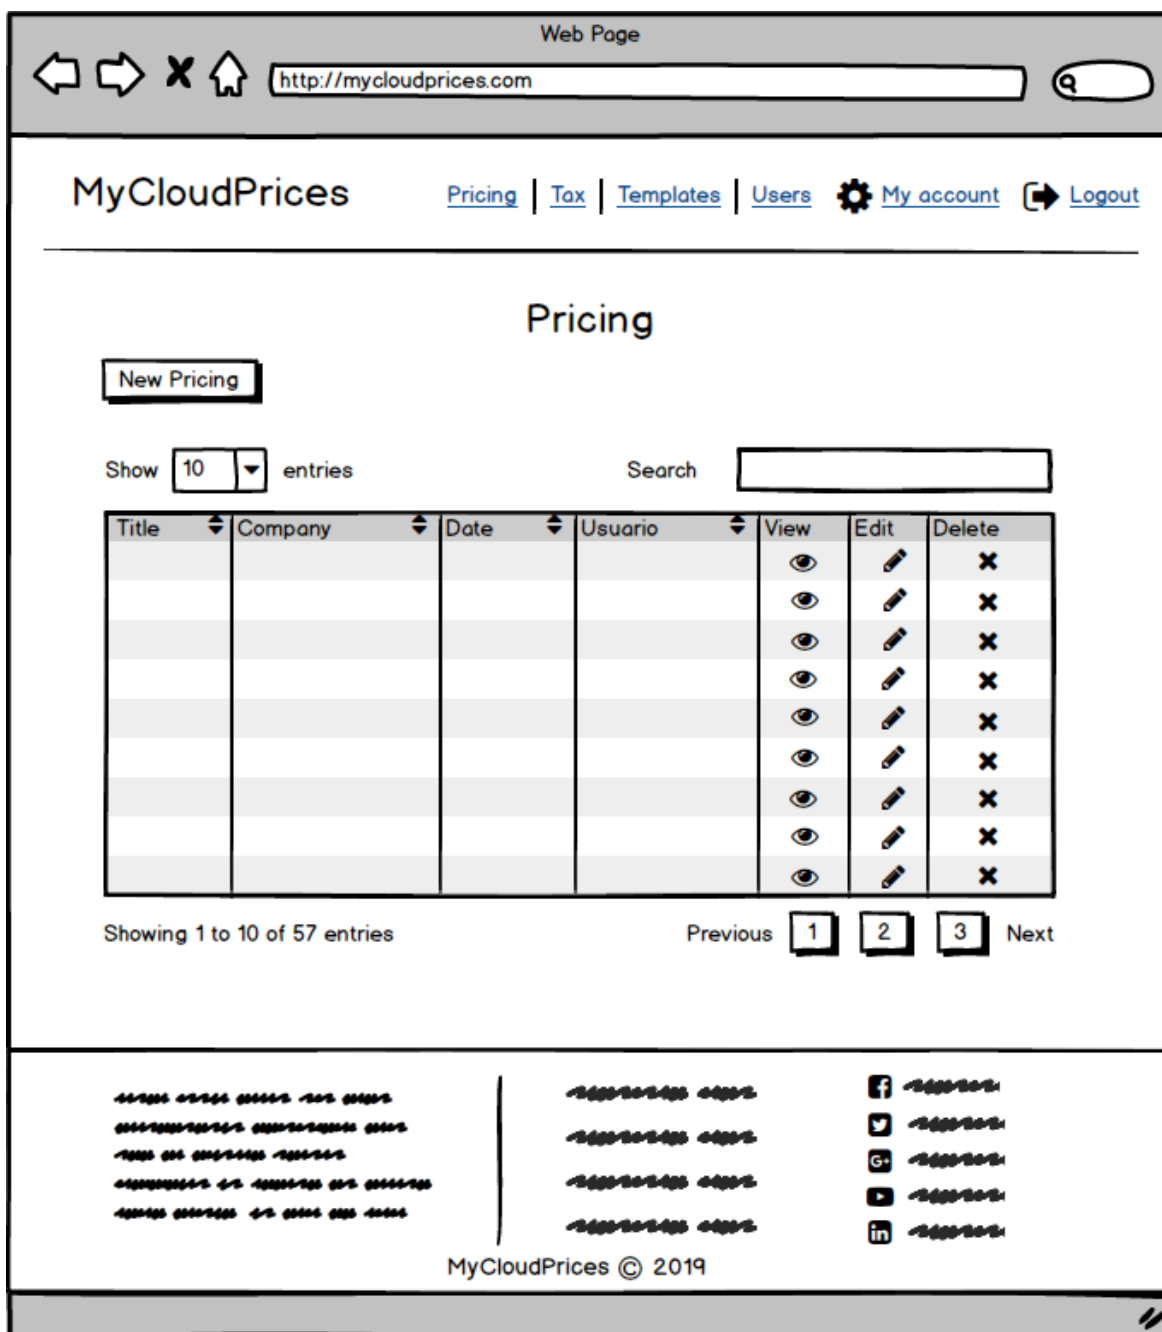 Web Page
http://mycloudprices.com
MyCloudPrices Pricing Tax Templates Users My account Logout
Pricing
New Pricing
Show 10 entries Search
Title Company Date Usuario View Edit Delete
Showing 1 to 10 of 57 entries Previous 1 2 3 Next
MyCloudPrices © 2019